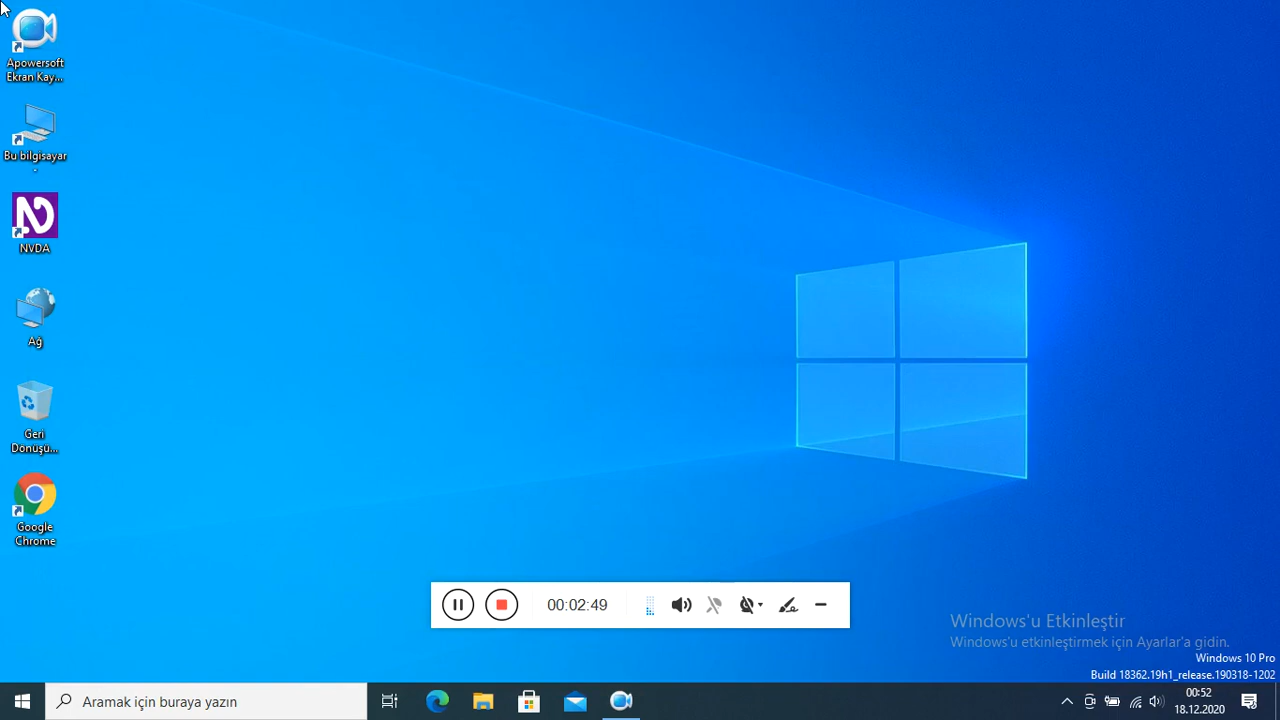 Apowersoft
Ekran Kay...
Bu bilgisayar
.
NVDA
Ağ
Geri
Donuşu...
Google
Chrome
00:02:49
Windows'u Etkinleştir
Windows'u etkinleştirmek için Ayarlar'a gidin.
Windows 10 Pro
Build 18362.19h1_release.190318-1202
Aramak için buraya yazın
00:52
18.12.2020